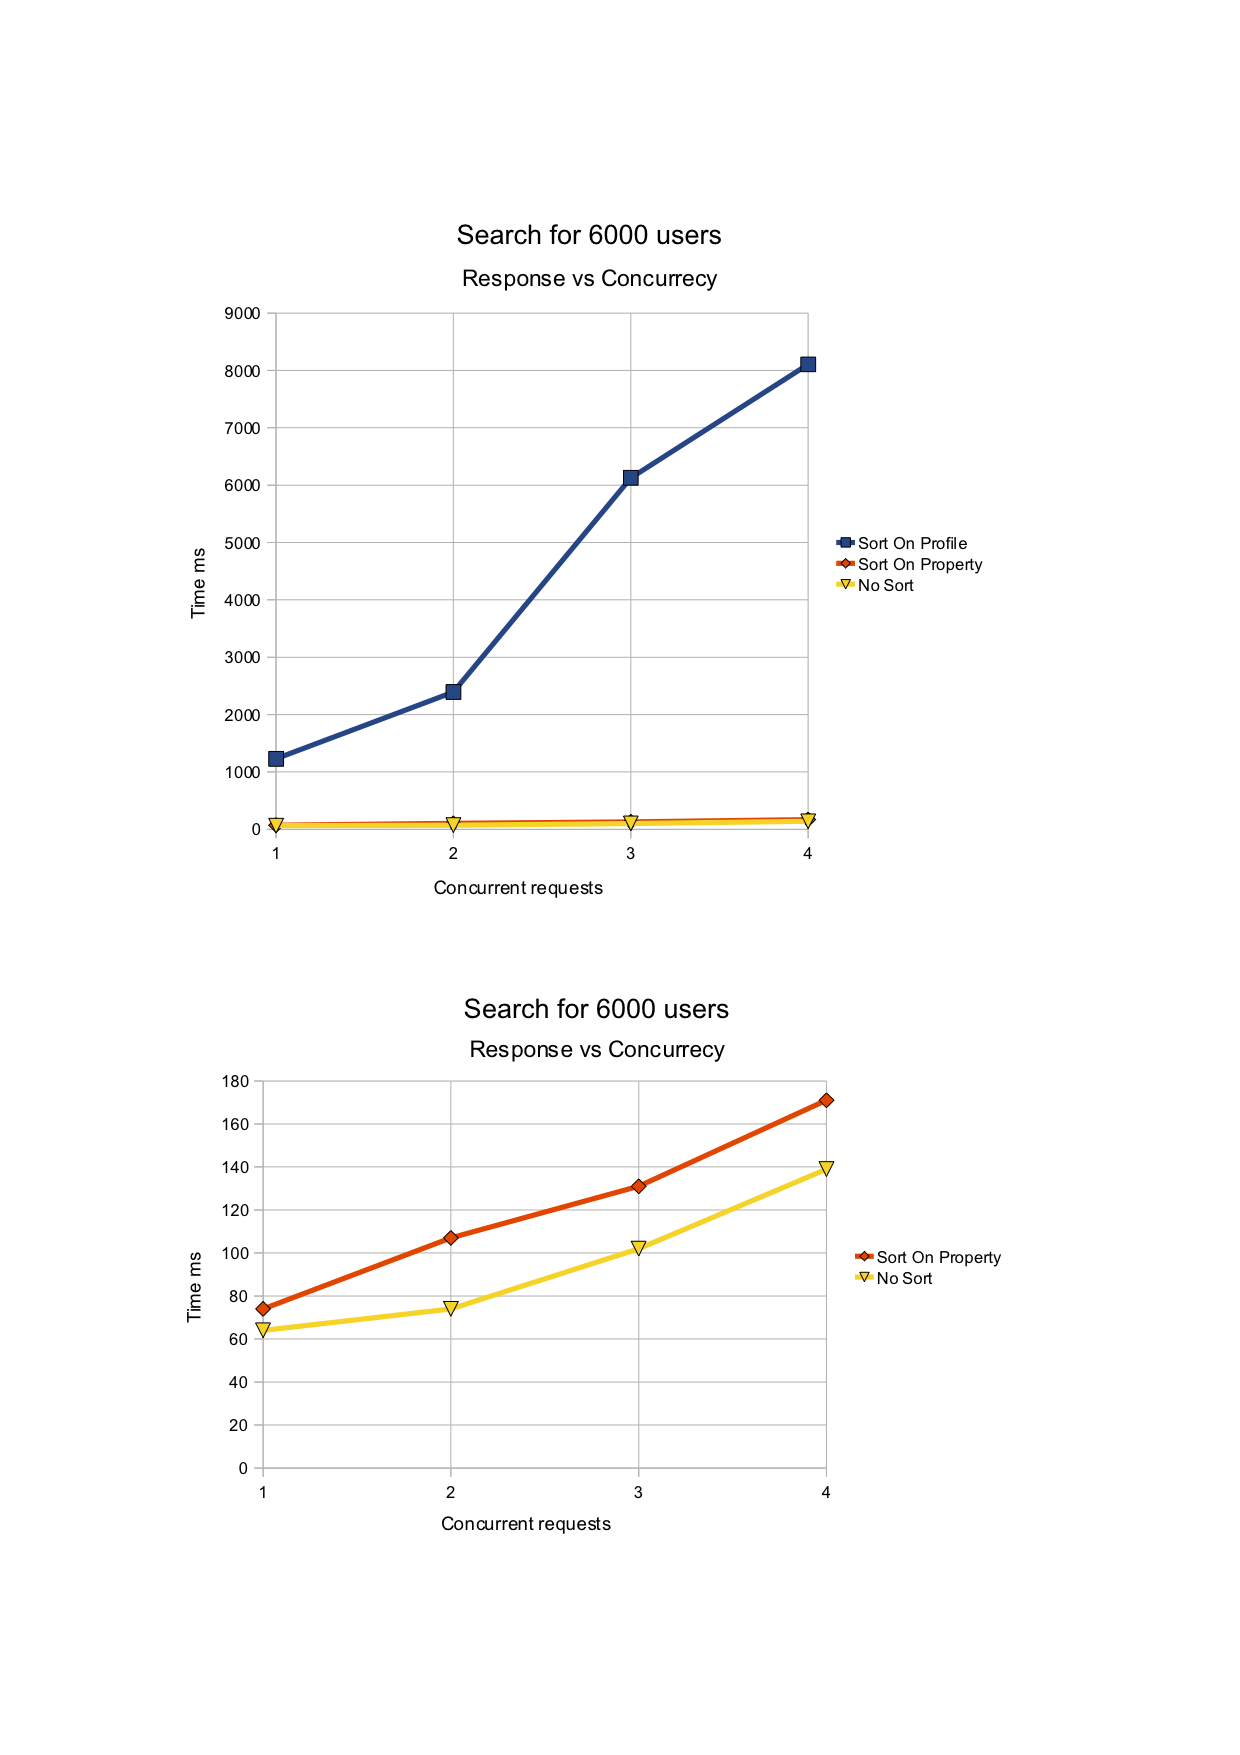 Search for 6000 users
Response vs Concurrecy
9000
8000
7000
6000
5000
4000
3000
2000
1000
0
Time ms
1 2 3 4
Concurrent requests
Sort On Profile
Sort On Property
No Sort
Search for 6000 users
Response vs Concurrecy
180
160
140
120
100
80
60
40
20
0
Time ms
1 2 3 4
Concurrent requests
Sort On Property
No Sort